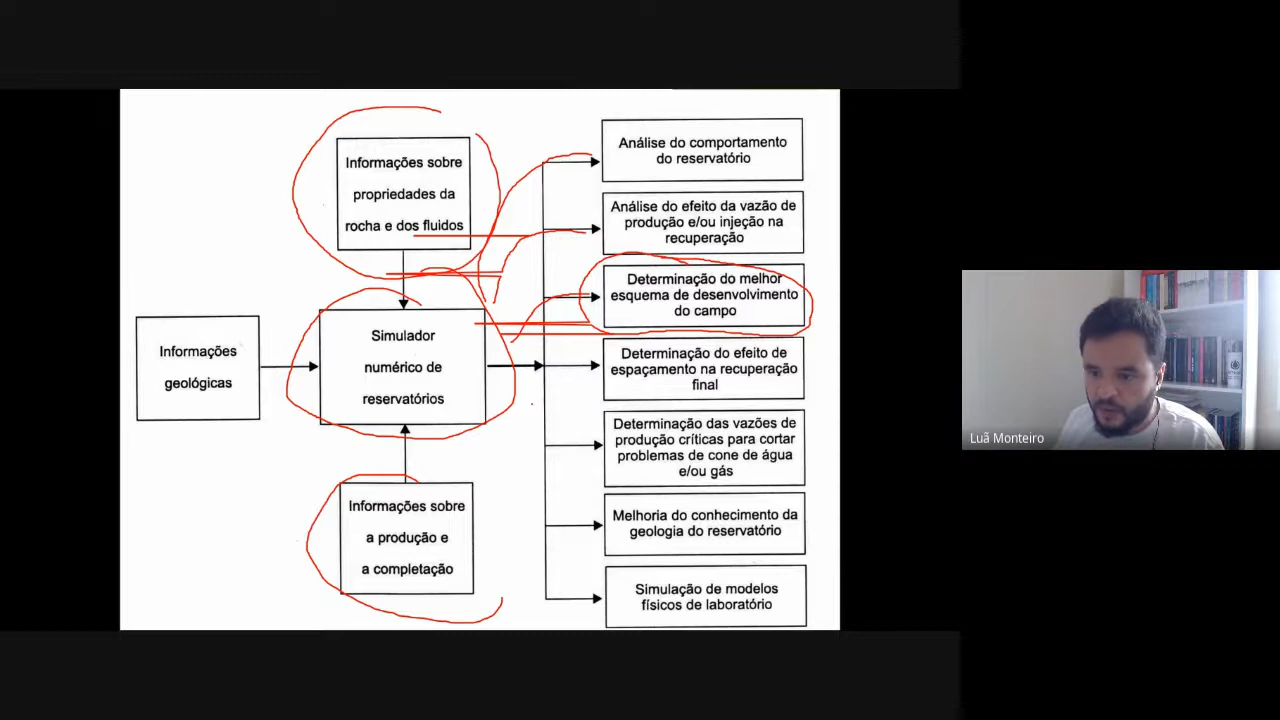 Informações sobre
propriedades da
rocha e dos fluidos
Informações
geológicas
Simulador
numérico de
reservatórios
Informações sobre
a produção e
a completação
Análise do comportamento
do reservatório
Análise do efeito da vazão de
produção e/ou injeção na
recuperação
Determinação do melhor
esquema de desenvolvimento
do campo
Determinação do efeito de
espaçamento na recuperação
final
Determinação das vazões de
produção críticas para cortar
problemas de cone de água
e/ou gás
Melhoria do conhecimento da
geologia do reservatório
Simulação de modelos
físicos de laboratório
Luã Monteiro